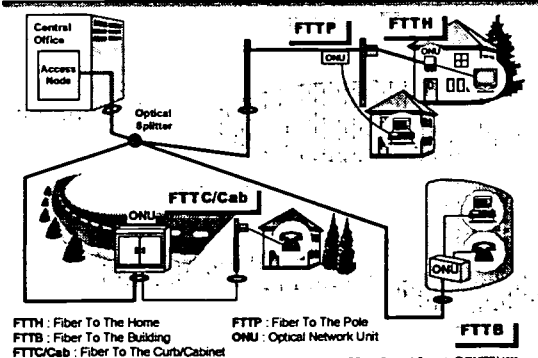 Central
Office
Access
Node
Optical
Splitter
FTTP
FTTH
ONU
ONU
FTTC/Cab
ONU
ONU
FTTB
FTTH : Fiber To The Home
FTTB : Fiber To The Building
FTTC/Cab : Fiber To The Curb/Cabinet
FTTP : Fiber To The Pole
ONU : Optical Network Unit